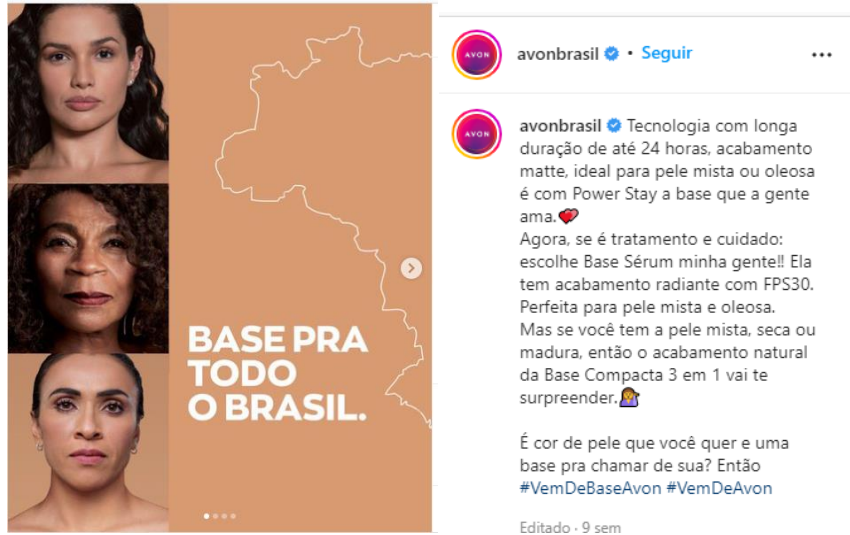 BASE PRA
TODO
O BRASIL.
AVON
avonbrasil • Seguir
AVON
avonbrasil Tecnologia com longa
duração de até 24 horas, acabamento
matte, ideal para pele mista ou oleosa
é com Power Stay a base que a gente
ama.💕
Agora, se é tratamento e cuidado:
escolhe Base Sérum minha gente!! Ela
tem acabamento radiante com FPS30.
Perfeita para pele mista e oleosa.
Mas se você tem a pele mista, seca ou
madura, então o acabamento natural
da Base Compacta 3 em 1 vai te
surpreender.🤷‍♀️
É cor de pele que você quer e uma
base pra chamar de sua? Então
#VemDeBaseAvon #VemDeAvon
Editado · 9 sem